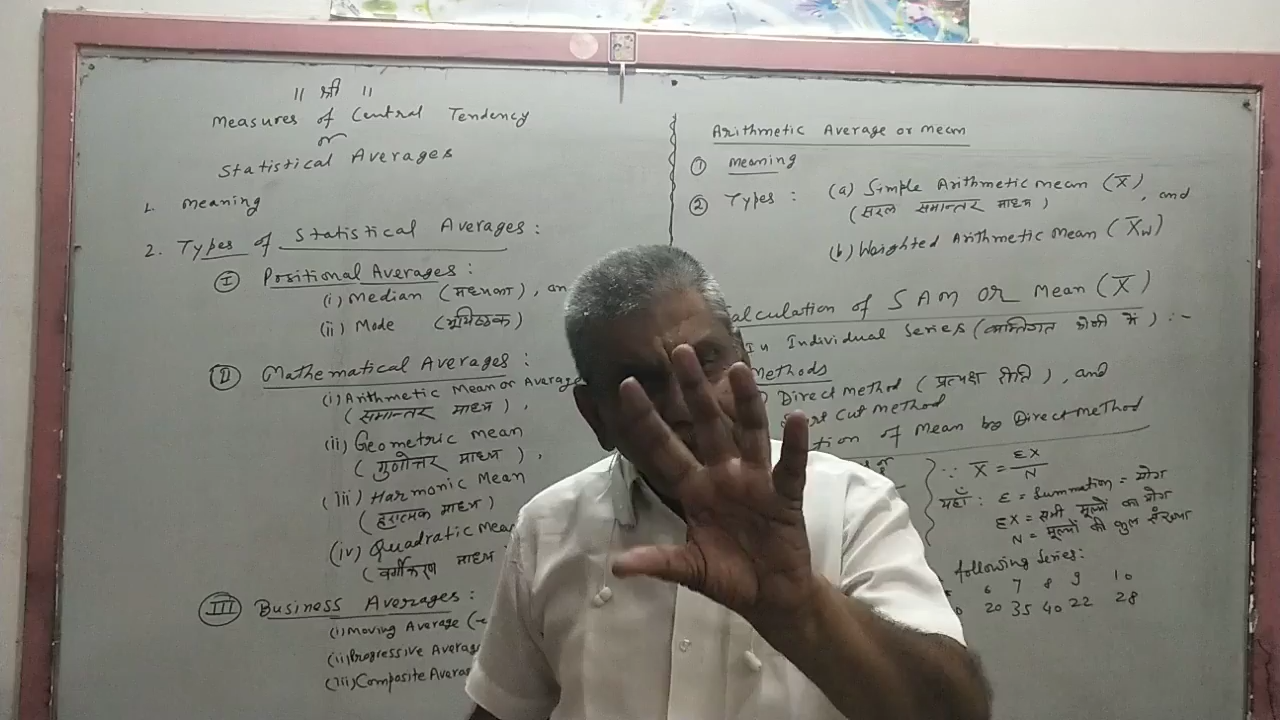 ॥ श्री ॥
Measures of Central Tendency
or
Statistical Averages
1. Meaning
2. Types of Statistical Averages:
(I) Positional Averages:
(i) Median (मध्यका), an
(ii) Mode (भूयिष्ठक)
(II) Mathematical Averages:
(i) Arithmetic Mean or Average
(समान्तर माध्य),
(ii) Geometric Mean
(गुणोत्तर माध्य),
(iii) Harmonic Mean
(हरात्मक माध्य)
(iv) Quadratic Mean
(वर्गीकरण माध्य
(III) Business Averages:
(i) Moving Average
(ii) Progressive Averag
(iii) Composite Avera
Arithmetic Average or mean
① Meaning
② Types: (a) Simple Arithmetic mean (X̄), and
(सरल समान्तर माध्य)
(b) Weighted Arithmetic Mean (X̄w)
alculation of SAM OR Mean (X̄)
In Individual Series (व्यक्तिगत श्रेणी में) :-
Methods
Direct Method (प्रत्यक्ष रीति), and
Cut Method
tion of Mean by Direct Method
∵ X̄ = ΣX/N
यहाँ: Σ = Summation = योग
ΣX = सभी मूल्यों का योग
N = मूल्यों की कुल संख्या
following Series:
6 7 8 9 10
20 35 40 22 28